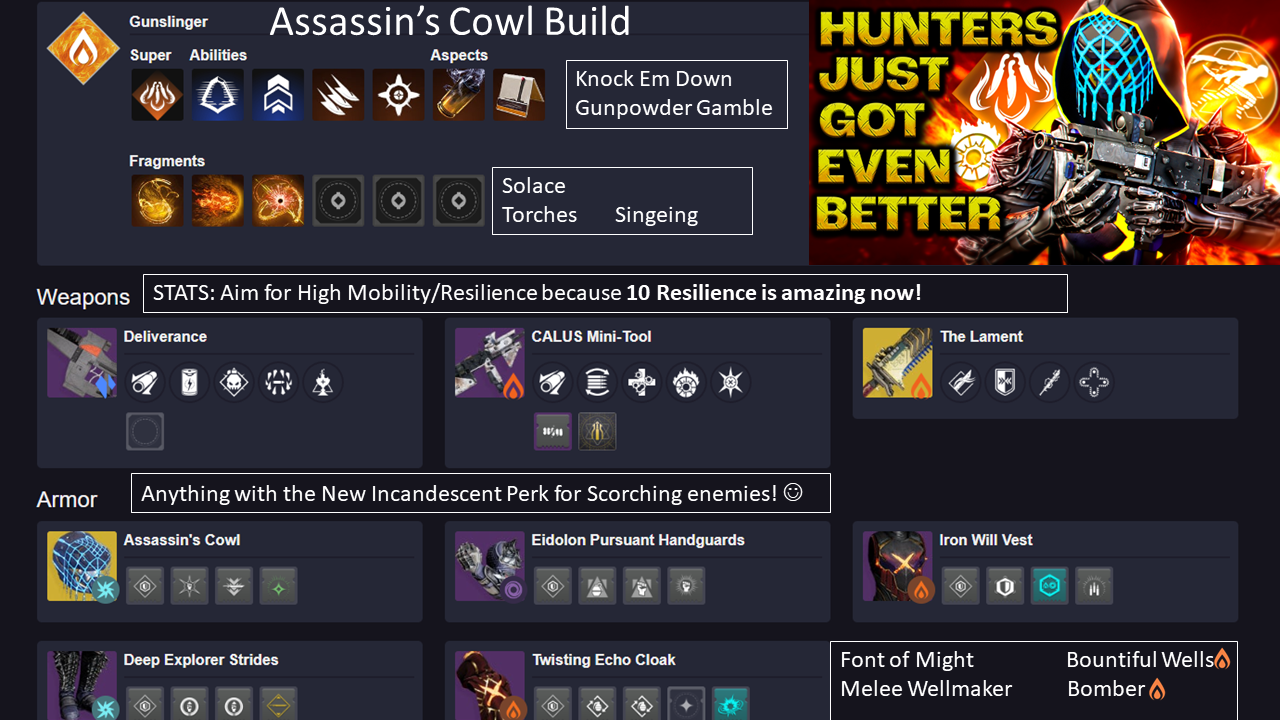 Gunslinger
Assassin's Cowl Build
Super Abilities Aspects
Knock Em Down
Gunpowder Gamble
Fragments
Solace
Torches Singeing
HUNTERS
JUST
GOT
EVEN
BETTER
Weapons
STATS: Aim for High Mobility/Resilience because 10 Resilience is amazing now!
Deliverance
CALUS Mini-Tool
The Lament
Armor
Anything with the New Incandescent Perk for Scorching enemies! ☺
Assassin's Cowl
Eidolon Pursuant Handguards
Iron Will Vest
Deep Explorer Strides
Twisting Echo Cloak
Font of Might Bountiful Wells
Melee Wellmaker Bomber